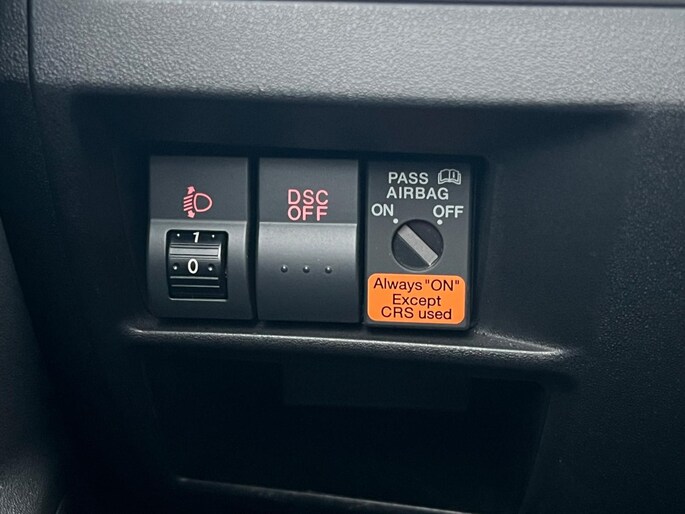 1
0
DSC
OFF
PASS
AIRBAG
ON OFF
Always "ON"
Except
CRS used